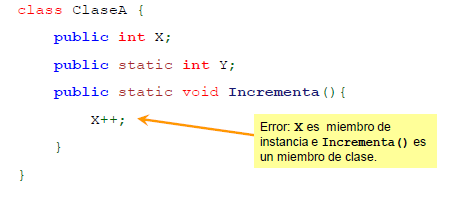 class ClaseA {
public int X;
public static int Y;
public static void Incrementa(){
X++;
Error: X es miembro de
instancia e Incrementa() es
un miembro de clase.
}
}